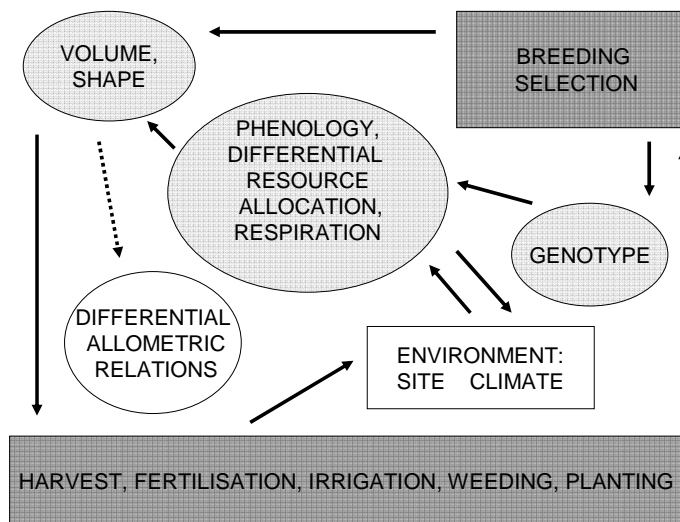 VOLUME,
SHAPE
BREEDING
SELECTION
PHENOLOGY,
DIFFERENTIAL
RESOURCE
ALLOCATION,
RESPIRATION
GENOTYPE
DIFFERENTIAL
ALLOMETRIC
RELATIONS
ENVIRONMENT:
SITE CLIMATE
HARVEST, FERTILISATION, IRRIGATION, WEEDING, PLANTING